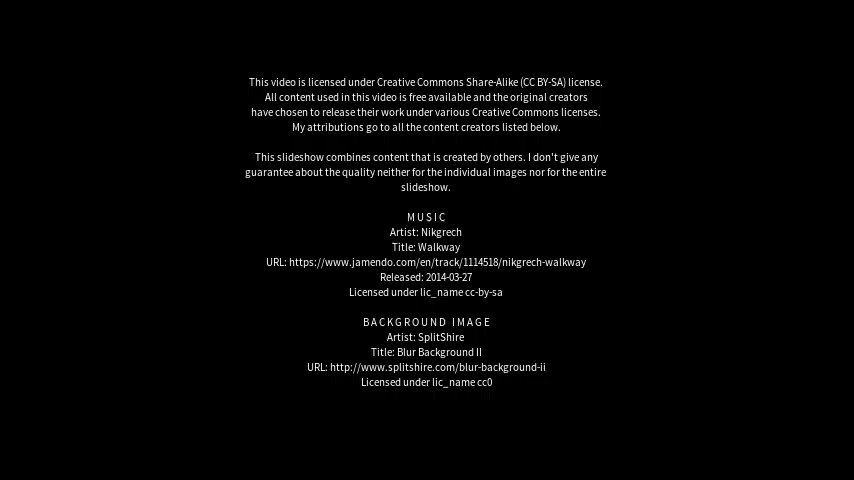 This video is licensed under Creative Commons Share-Alike (CC BY-SA) license.
All content used in this video is free available and the original creators
have chosen to release their work under various Creative Commons licenses.
My attributions go to all the content creators listed below.
This slideshow combines content that is created by others. I don't give any
guarantee about the quality neither for the individual images nor for the entire
slideshow.
MUSIC
Artist: Nikgrech
Title: Walkway
URL: https://www.jamendo.com/en/track/1114518/nikgrech-walkway
Released: 2014-03-27
Licensed under lic_name cc-by-sa
BACKGROUND IMAGE
Artist: SplitShire
Title: Blur Background II
URL: http://www.splitshire.com/blur-background-ii
Licensed under lic_name cc0